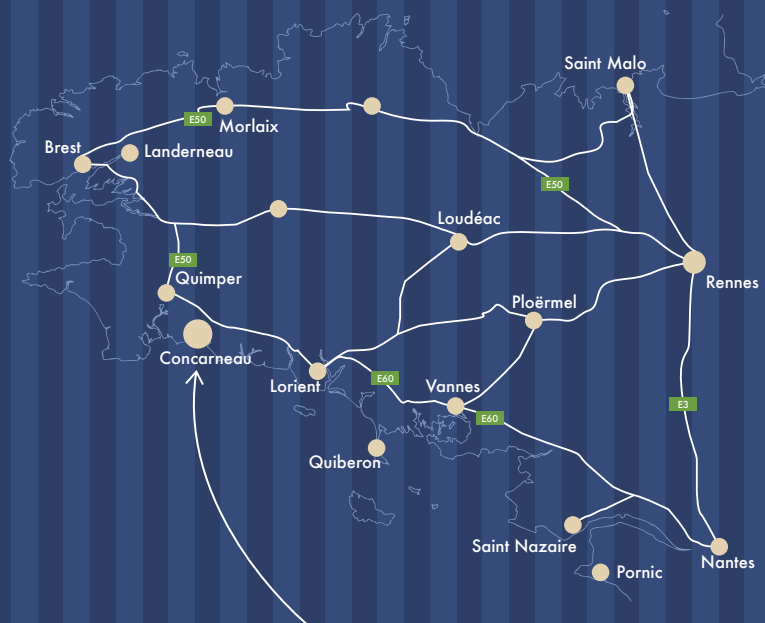 Saint Malo
E50
Morlaix
Brest
Landerneau
E50
Loudéac
E50
Quimper
Rennes
Ploërmel
Concarneau
E60
Lorient
Vannes
E3
E60
Quiberon
Saint Nazaire
Nantes
Pornic